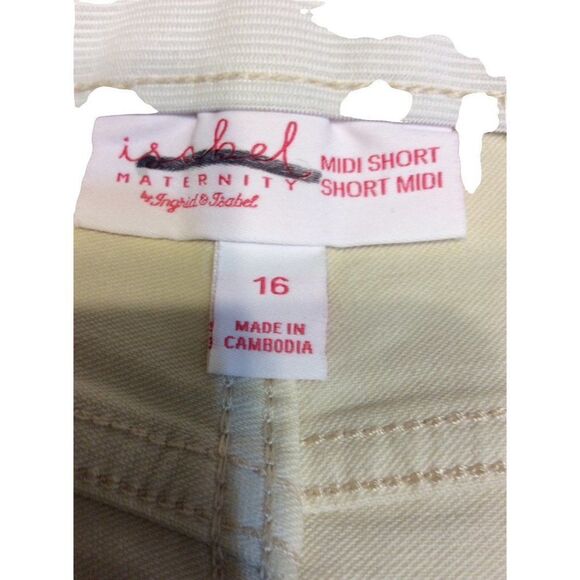 isabel
MATERNITY
by Ingrid & Isabel
MIDI SHORT
SHORT MIDI
16
MADE IN
CAMBODIA